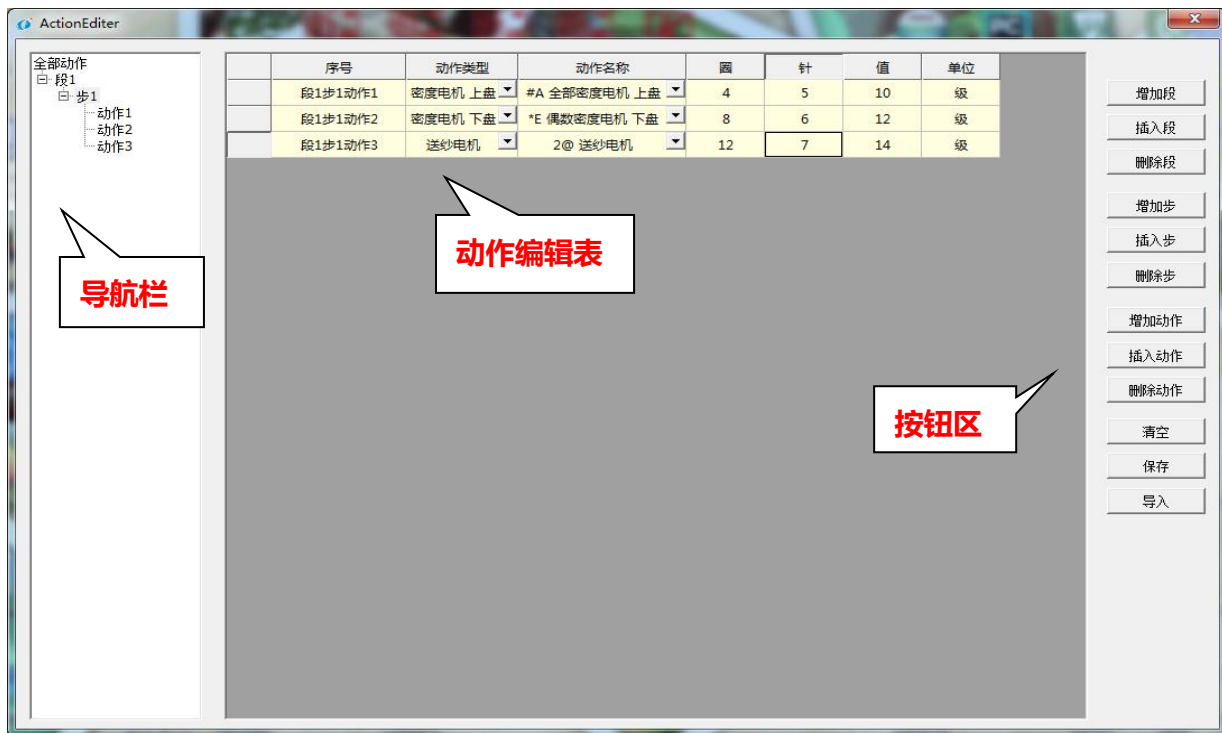 ActionEditer
全部动作
段1
步1
动作1
动作2
动作3
序号 动作类型 动作名称 圈 针 值 单位
段1步1动作1 密度电机 上盘 #A 全部密度电机 上盘 4 5 10 级
段1步1动作2 密度电机 下盘 *E 偶数密度电机 下盘 8 6 12 级
段1步1动作3 送纱电机 2@ 送纱电机 12 7 14 级
导航栏
动作编辑表
按钮区
增加段
插入段
删除段
增加步
插入步
删除步
增加动作
插入动作
删除动作
清空
保存
导入